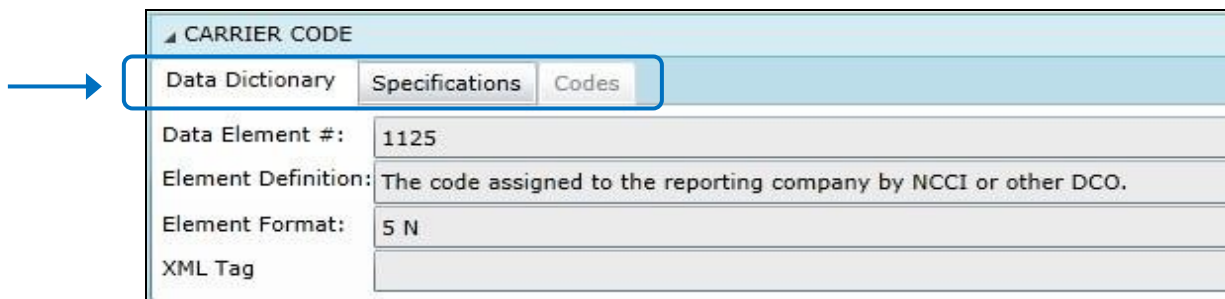 CARRIER CODE
Data Dictionary Specifications Codes
Data Element #: 1125
Element Definition: The code assigned to the reporting company by NCCI or other DCO.
Element Format: 5 N
XML Tag